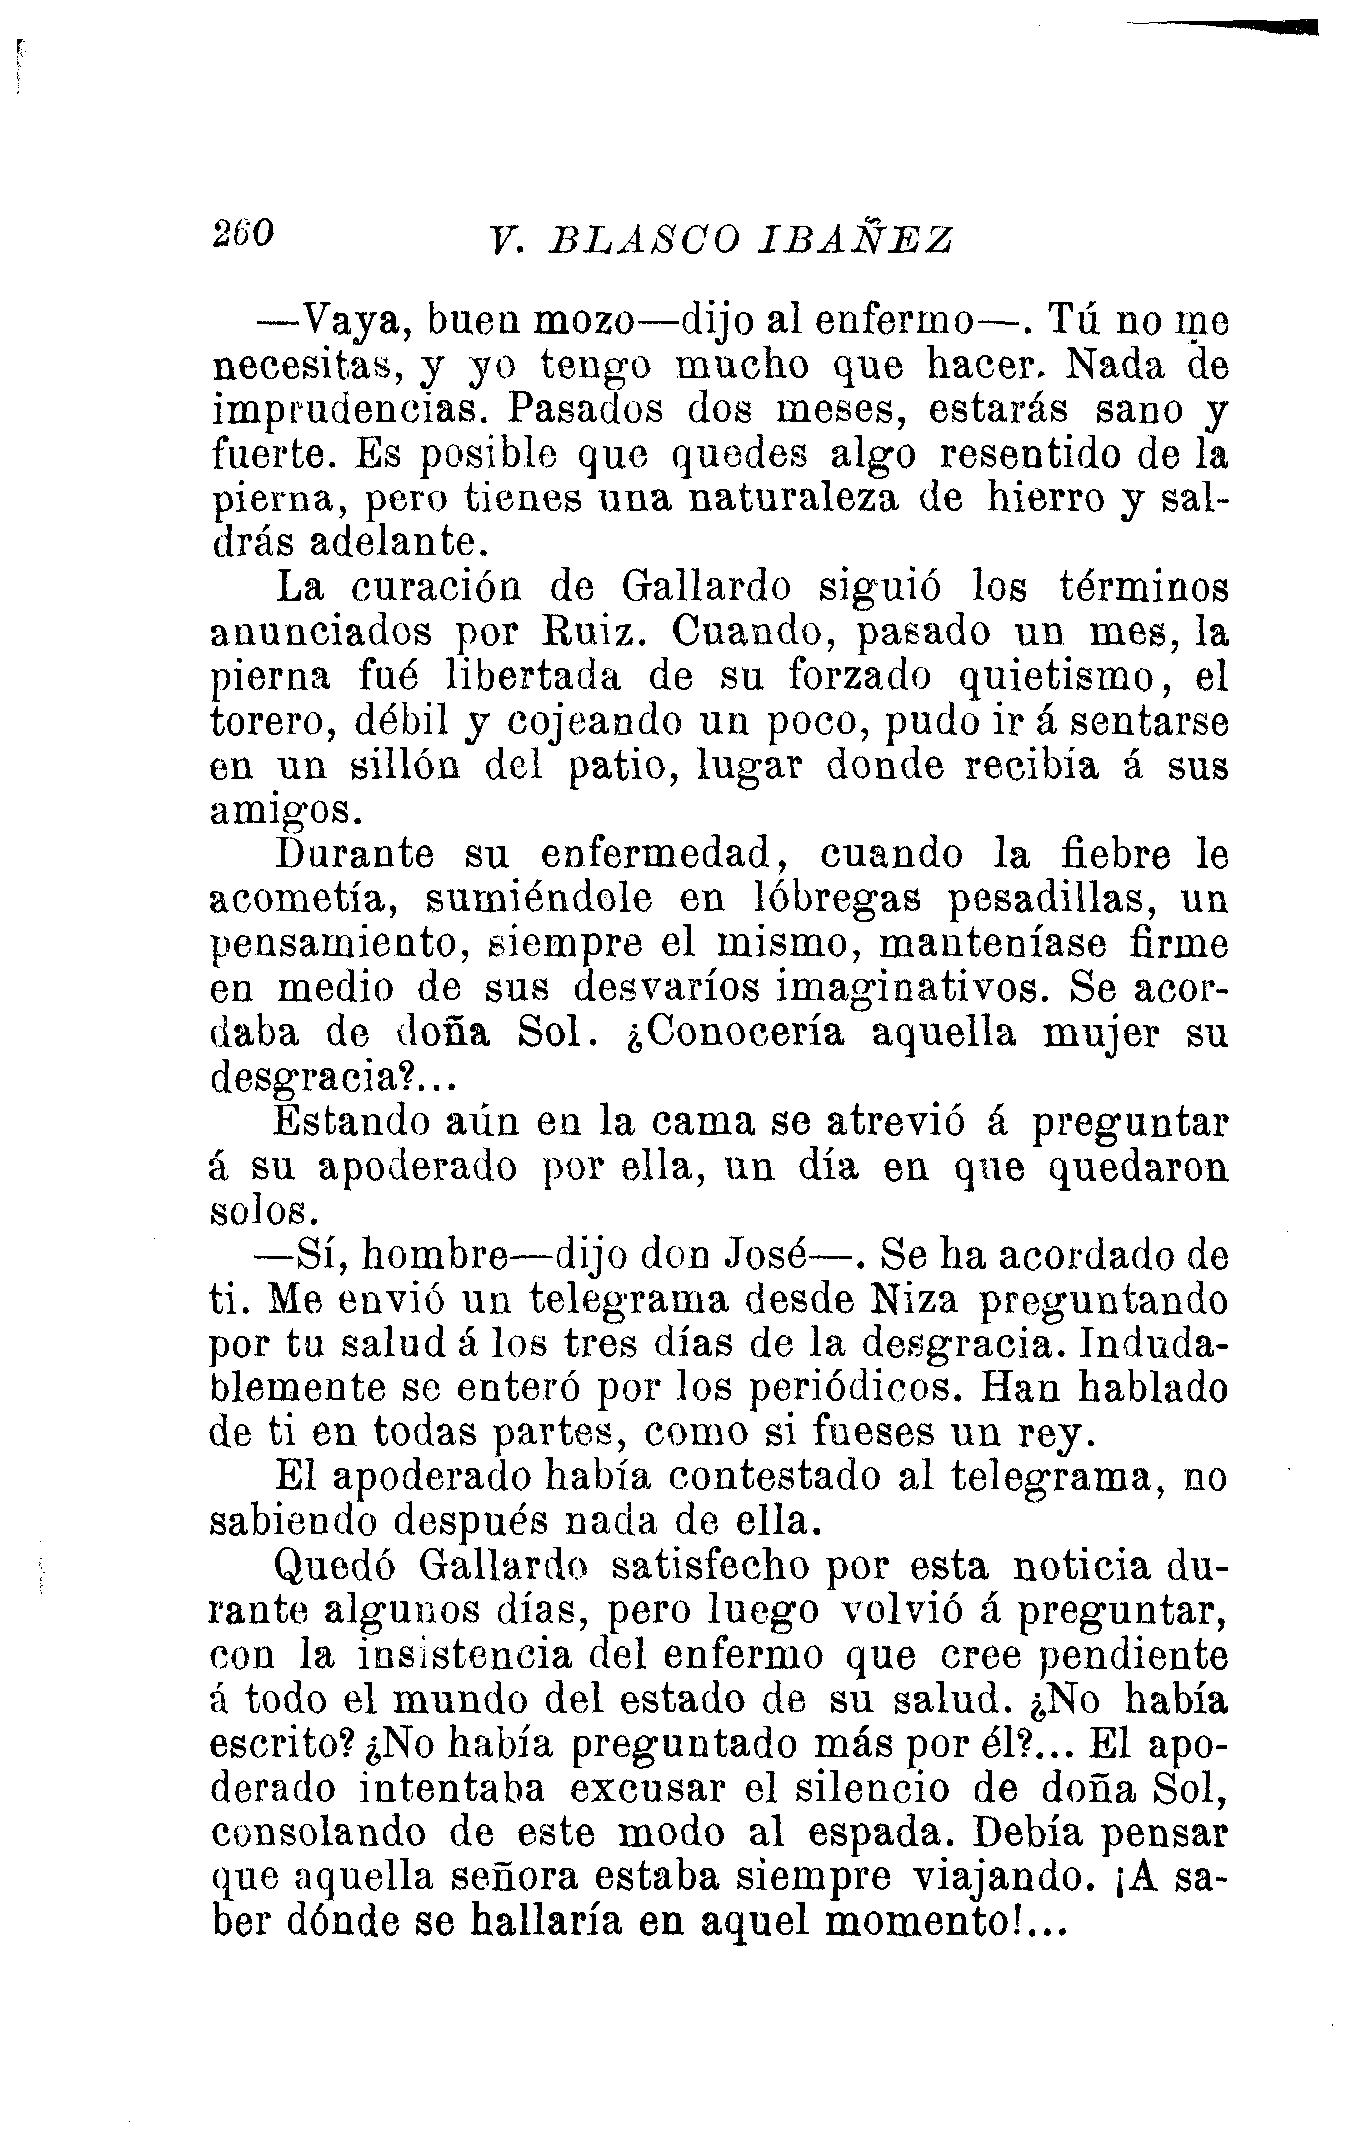 260 V. BLASCO IBAÑEZ
—Vaya, buen mozo—dijo al enfermo—. Tú no me
necesitas, y yo tengo mucho que hacer. Nada de
imprudencias. Pasados dos meses, estarás sano y
fuerte. Es posible que quedes algo resentido de la
pierna, pero tienes una naturaleza de hierro y sal-
drás adelante.
La curación de Gallardo siguió los términos
anunciados por Ruiz. Cuando, pasado un mes, la
pierna fué libertada de su forzado quietismo, el
torero, débil y cojeando un poco, pudo ir á sentarse
en un sillón del patio, lugar donde recibía á sus
amigos.
Durante su enfermedad, cuando la fiebre le
acometía, sumiéndole en lóbregas pesadillas, un
pensamiento, siempre el mismo, manteníase firme
en medio de sus desvaríos imaginativos. Se acor-
daba de doña Sol. ¿Conocería aquella mujer su
desgracia?...
Estando aún en la cama se atrevió á preguntar
á su apoderado por ella, un día en que quedaron
solos.
—Sí, hombre—dijo don José—. Se ha acordado de
ti. Me envió un telegrama desde Niza preguntando
por tu salud á los tres días de la desgracia. Induda-
blemente se enteró por los periódicos. Han hablado
de ti en todas partes, como si fueses un rey.
El apoderado había contestado al telegrama, no
sabiendo después nada de ella.
Quedó Gallardo satisfecho por esta noticia du-
rante algunos días, pero luego volvió á preguntar,
con la insistencia del enfermo que cree pendiente
á todo el mundo del estado de su salud. ¿No había
escrito? ¿No había preguntado más por él?... El apo-
derado intentaba excusar el silencio de doña Sol,
consolando de este modo al espada. Debía pensar
que aquella señora estaba siempre viajando. ¡A sa-
ber dónde se hallaría en aquel momento!...